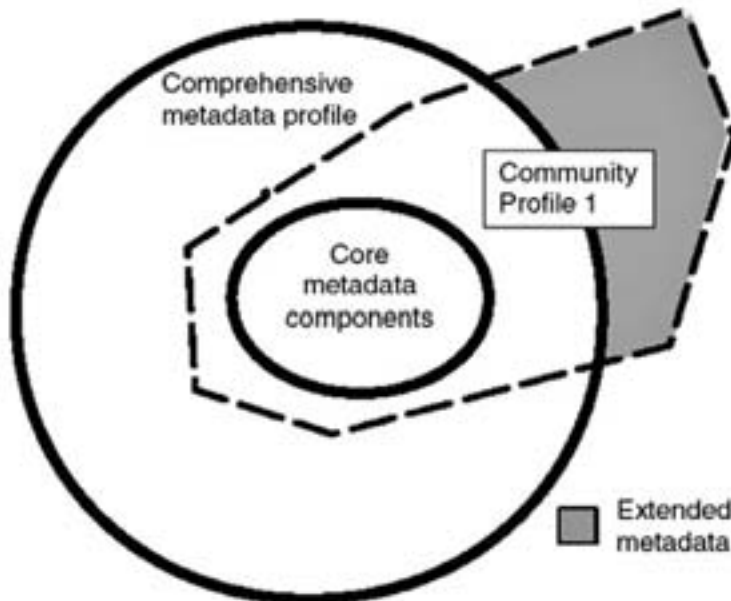 Comprehensive
metadata profile
Community
Profile 1
Core
metadata
components
Extended
metadata